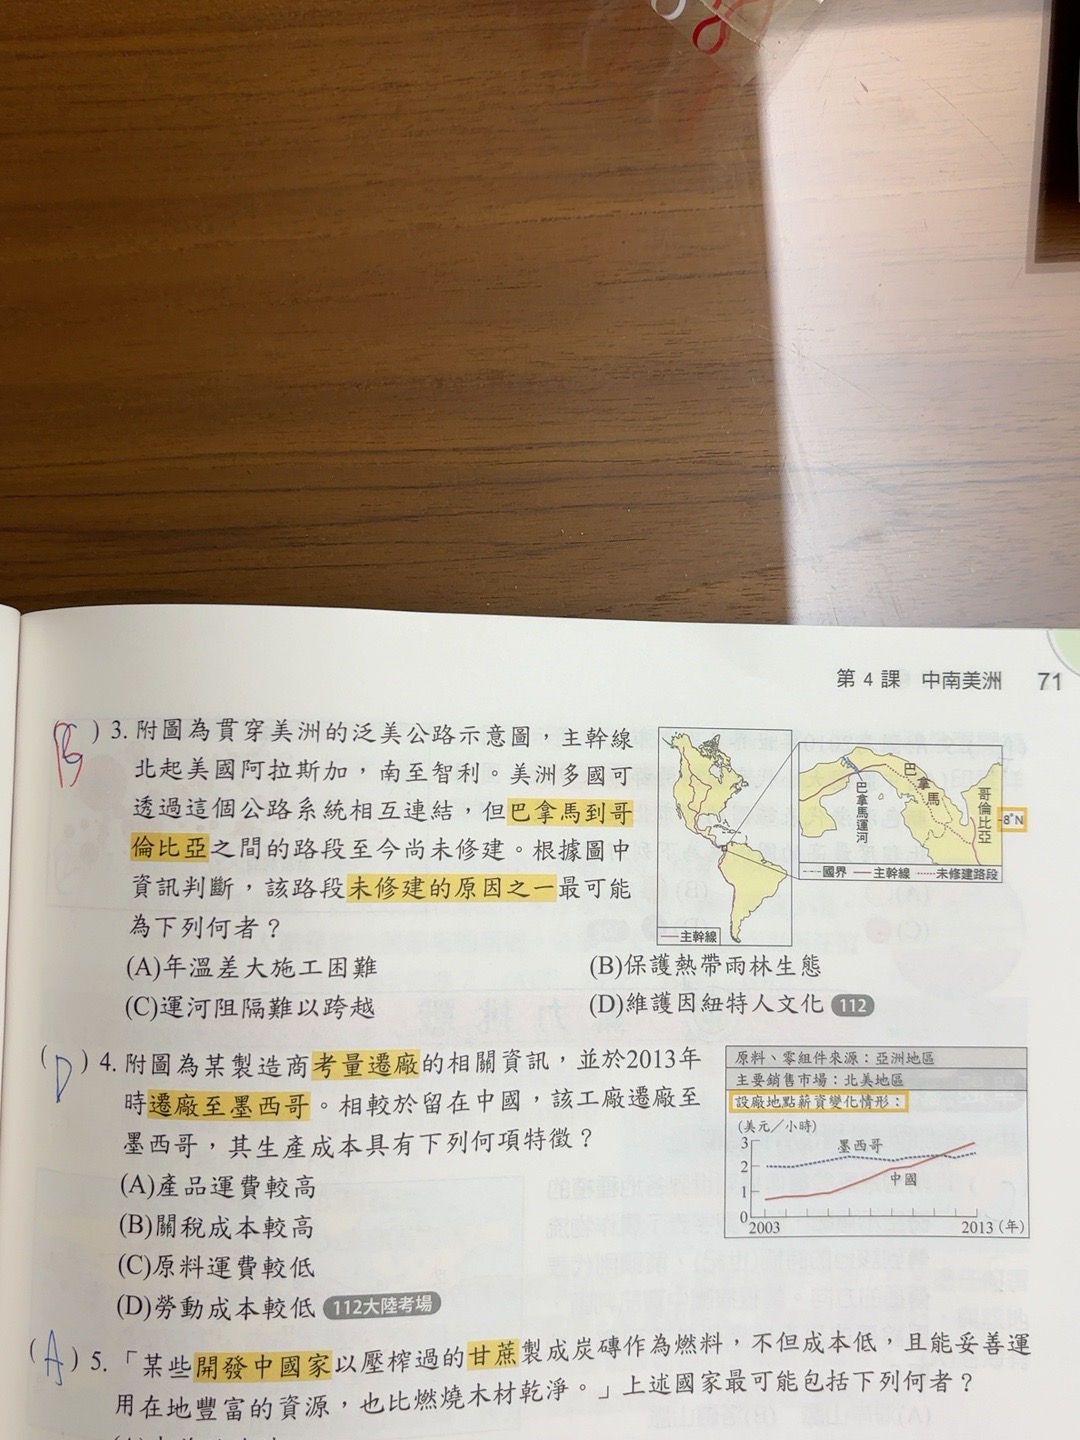 第4課 中南美洲 71
(B) 3. 附圖為貫穿美洲的泛美公路示意圖，主幹線
北起美國阿拉斯加，南至智利。美洲多國可
透過這個公路系統相互連結，但巴拿馬到哥
倫比亞之間的路段至今尚未修建。根據圖中
資訊判斷，該路段未修建的原因之一最可能
為下列何者？
主幹線
巴拿馬運河
巴拿馬
哥倫比亞
8°N
國界 主幹線 未修建路段
(A)年溫差大施工困難 (B)保護熱帶雨林生態
(C)運河阻隔難以跨越 (D)維護因紐特人文化 112
(D) 4. 附圖為某製造商考量遷廠的相關資訊，並於2013年
時遷廠至墨西哥。相較於留在中國，該工廠遷廠至
墨西哥，其生產成本具有下列何項特徵？
(A)產品運費較高
(B)關稅成本較高
(C)原料運費較低
(D)勞動成本較低 112大陸考場
原料、零組件來源：亞洲地區
主要銷售市場：北美地區
設廠地點薪資變化情形：
(美元／小時)
3
2
1
0
墨西哥
中國
2003 2013 (年)
(A) 5. 「某些開發中國家以壓榨過的甘蔗製成炭磚作為燃料，不但成本低，且能妥善運
用在地豐富的資源，也比燃燒木材乾淨。」上述國家最可能包括下列何者？